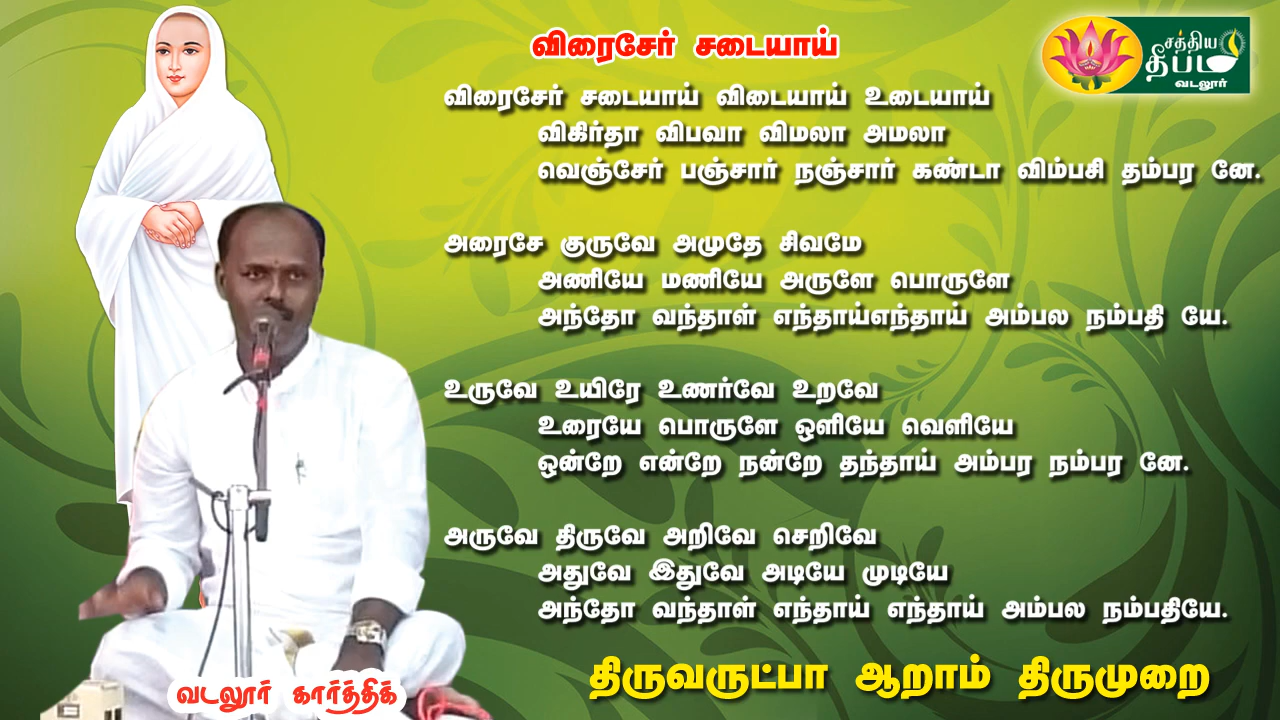 விரைசேர் சடையாய்
சத்திய
தீபம்
வடலூர்
விரைசேர் சடையாய் விடையாய் உடையாய்
விகிர்தா விபவா விமலா அமலா
வெஞ்சேர் பஞ்சார் நஞ்சார் கண்டா விம்பசி தம்பர னே.
அரைசே குருவே அமுதே சிவமே
அணியே மணியே அருளே பொருளே
அந்தோ வந்தாள் எந்தாய்எந்தாய் அம்பல நம்பதி யே.
உருவே உயிரே உணர்வே உறவே
உரையே பொருளே ஒளியே வெளியே
ஒன்றே என்றே நன்றே தந்தாய் அம்பர நம்பர னே.
அருவே திருவே அறிவே செறிவே
அதுவே இதுவே அடியே முடியே
அந்தோ வந்தாள் எந்தாய் எந்தாய் அம்பல நம்பதியே.
திருவருட்பா ஆறாம் திருமுறை
வடலூர் கார்த்திக்